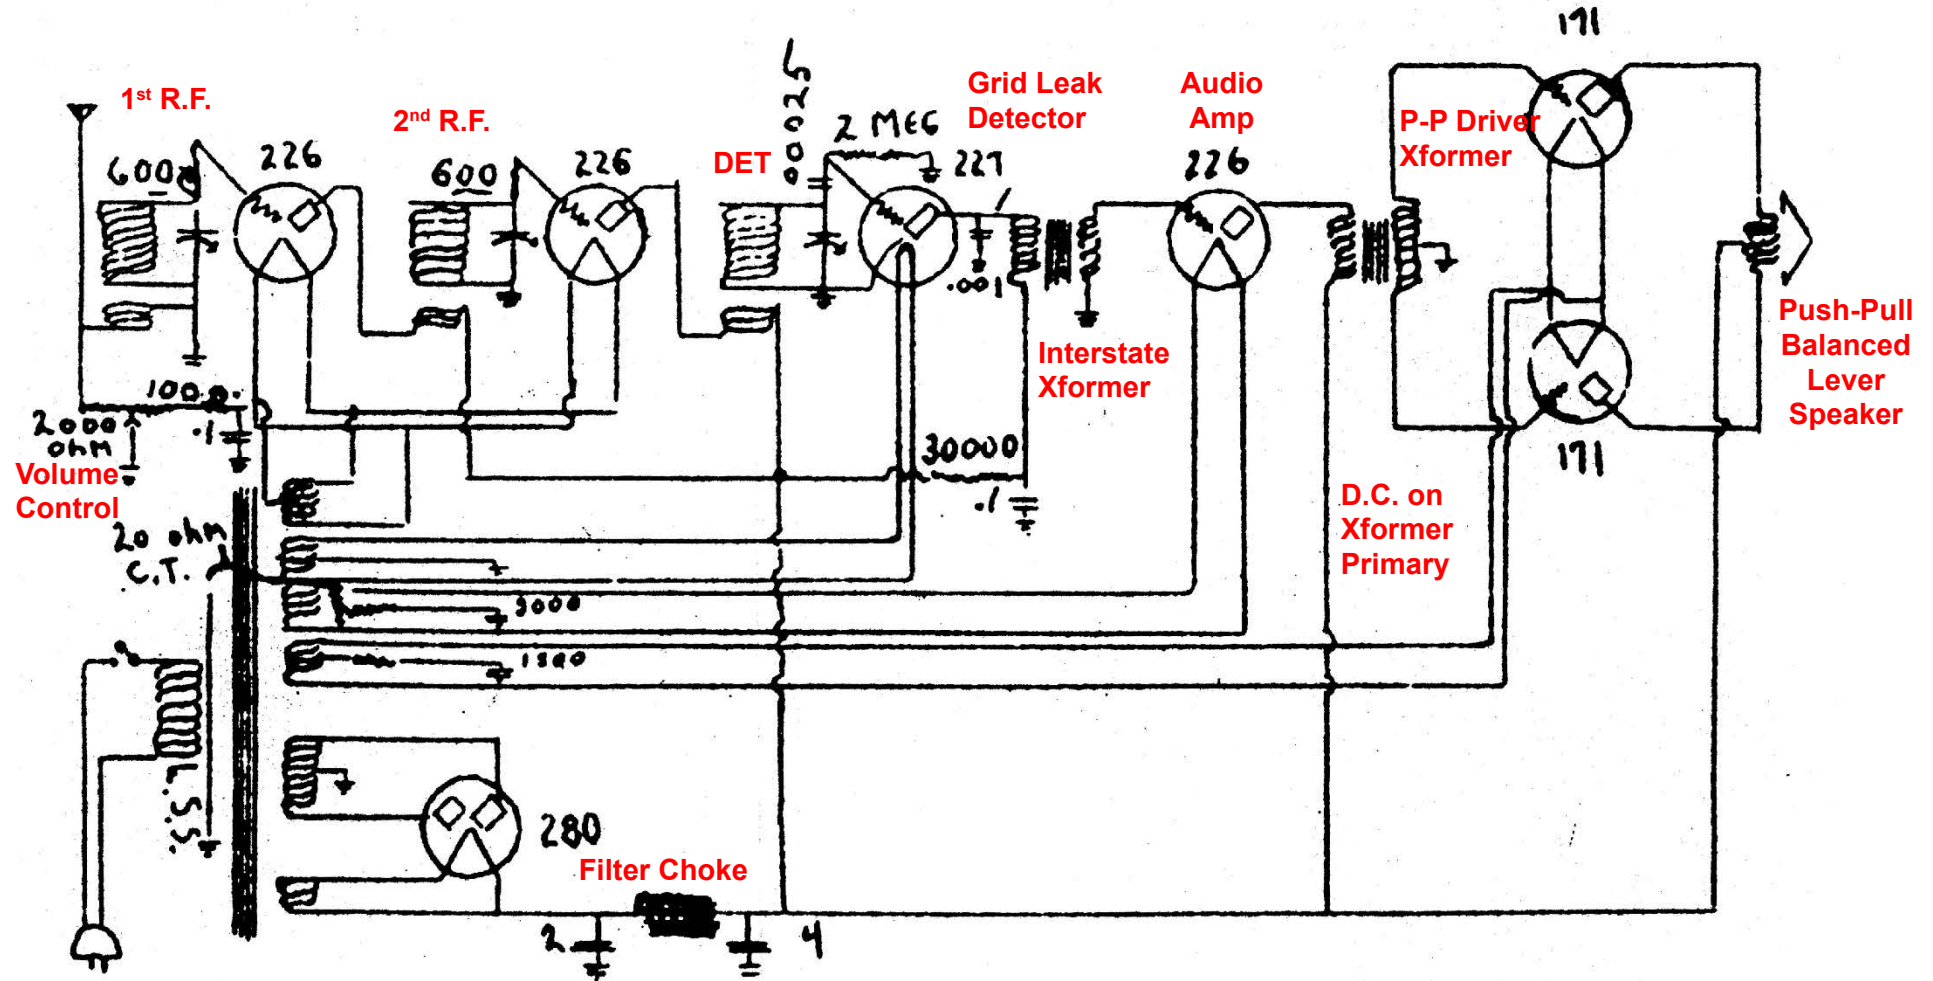 171
1st R.F.
2nd R.F.
DET
.00025
Grid Leak
Detector
Audio
Amp
P-P Driver
Xformer
600
226
600
226
2 MEG
227
226
.001
Push-Pull
Balanced
Lever
Speaker
Interstate
Xformer
2000
ohm
.1
Volume
Control
30000
.1
171
D.C. on
Xformer
Primary
20 ohm
C.T.
3000
1500
L.S.S.
280
Filter Choke
2
4